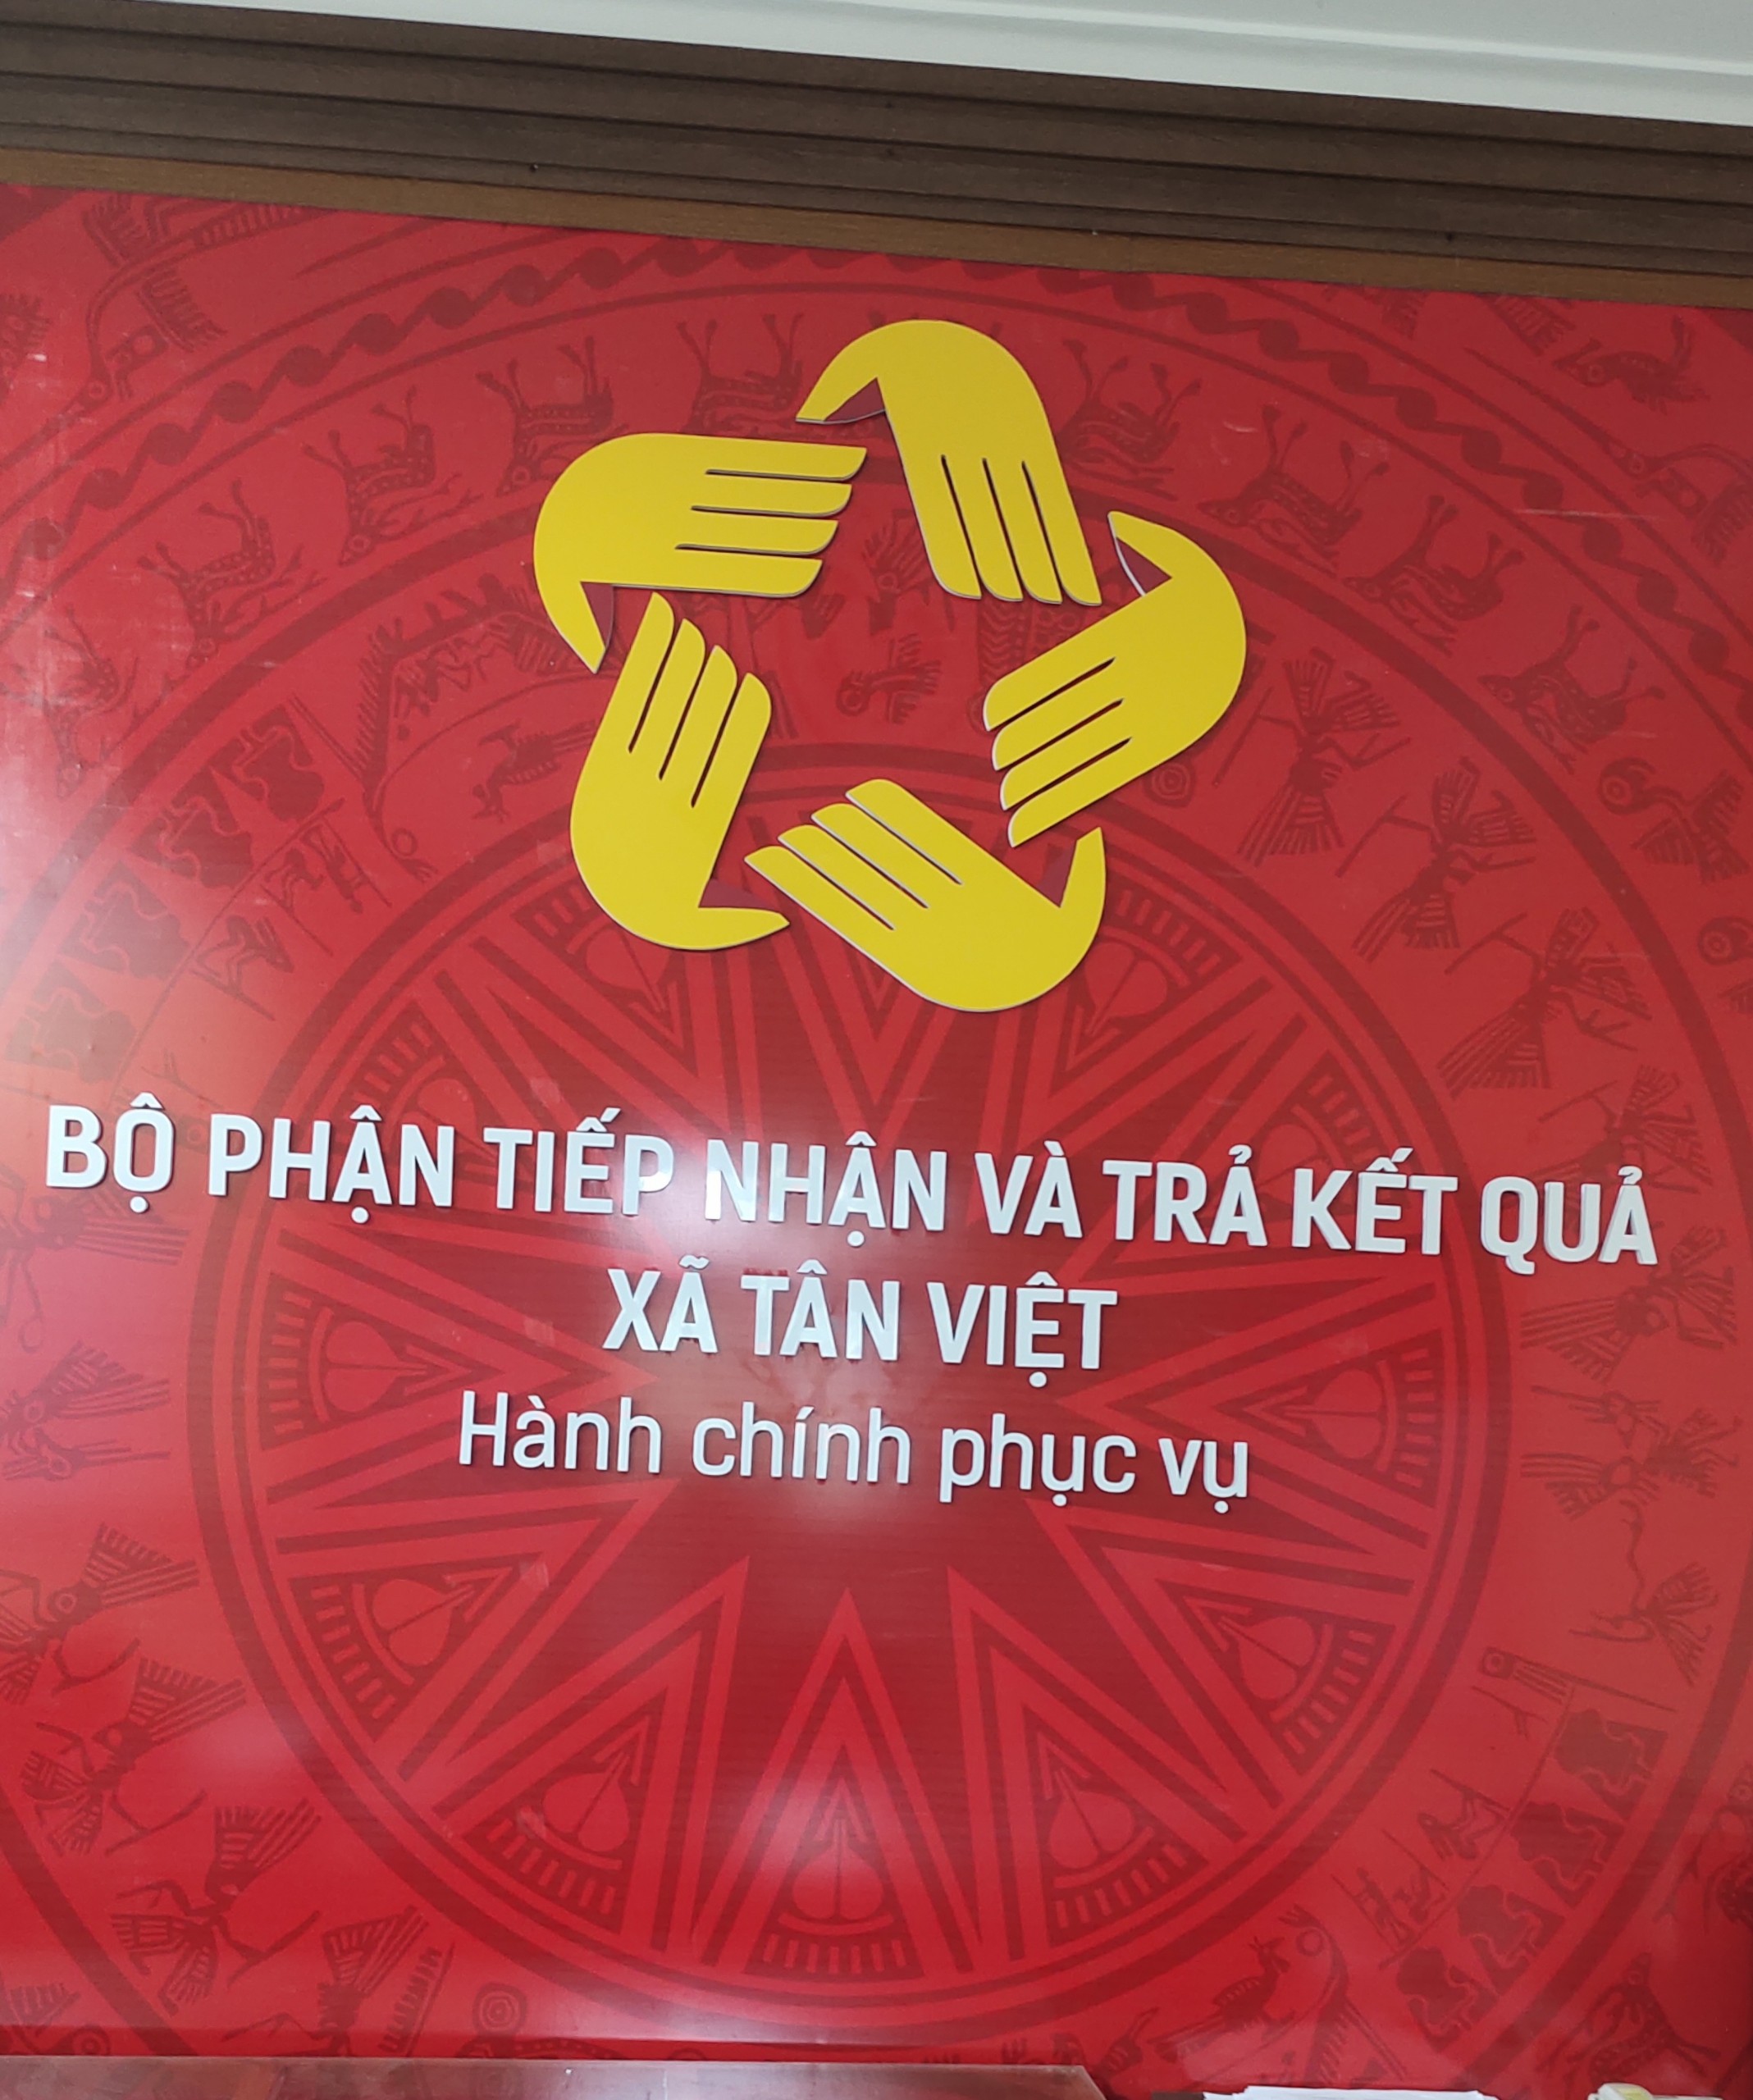 BỘ PHẬN TIẾP NHẬN VÀ TRẢ KẾT QUẢ
XÃ TÂN VIỆT
Hành chính phục vụ